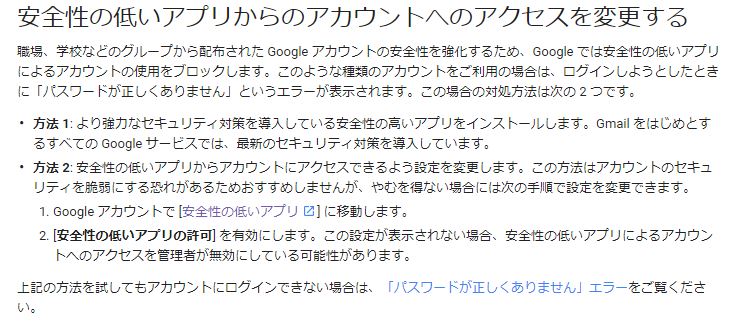 安全性の低いアプリからのアカウントへのアクセスを変更する
職場、学校などのグループから配布された Google アカウントの安全性を強化するため、Google では安全性の低いアプリ
によるアカウントの使用をブロックします。このような種類のアカウントをご利用の場合は、ログインしようとしたとき
に「パスワードが正しくありません」というエラーが表示されます。この場合の対処方法は次の 2 つです。
• 方法 1: より強力なセキュリティ対策を導入している安全性の高いアプリをインストールします。Gmail をはじめとす
るすべての Google サービスでは、最新のセキュリティ対策を導入しています。
• 方法 2: 安全性の低いアプリからアカウントにアクセスできるよう設定を変更します。この方法はアカウントのセキュ
リティを脆弱にする恐れがあるためおすすめしませんが、やむを得ない場合には次の手順で設定を変更できます。
1. Google アカウントで [安全性の低いアプリ] に移動します。
2. [安全性の低いアプリの許可] を有効にします。この設定が表示されない場合、安全性の低いアプリによるアカウン
トへのアクセスを管理者が無効にしている可能性があります。
上記の方法を試してもアカウントにログインできない場合は、「パスワードが正しくありません」エラーをご覧くださ
い。